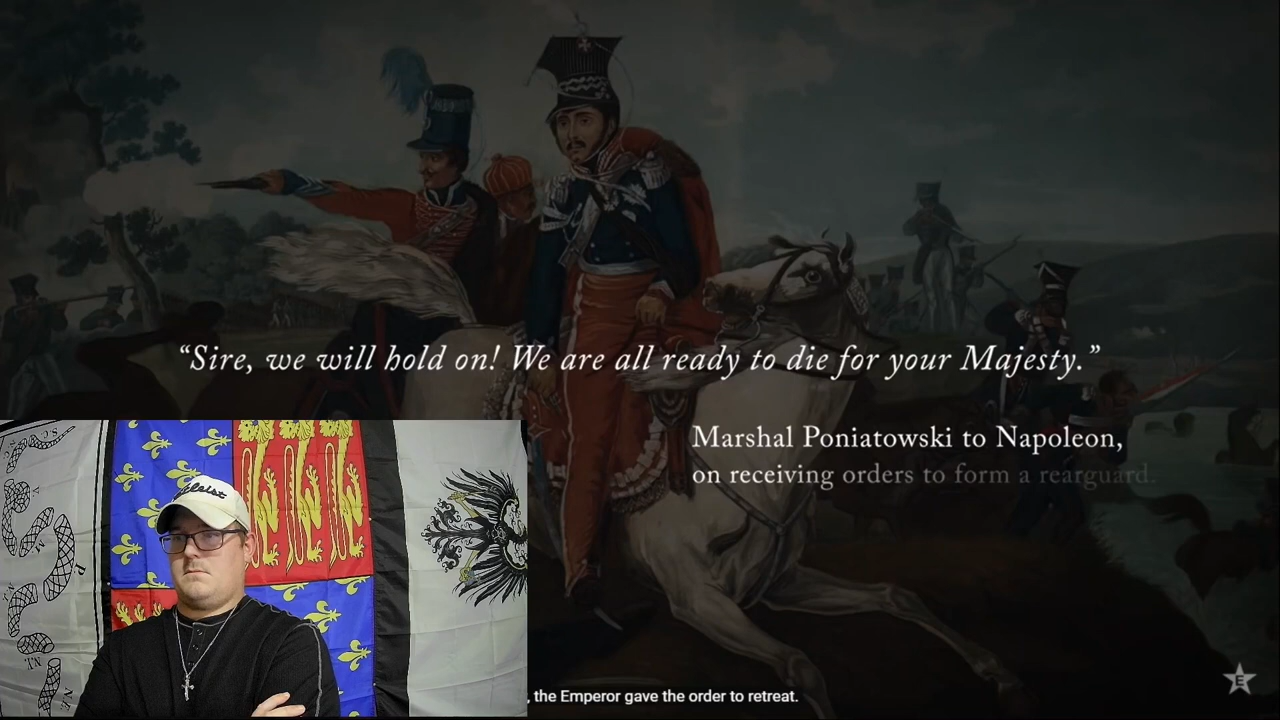 “Sire, we will hold on! We are all ready to die for your Majesty.”
Marshal Poniatowski to Napoleon,
on receiving orders to form a rearguard.
, the Emperor gave the order to retreat.
Titleist
S.C.
V.
M.
P
N.Y.
N.E.
E